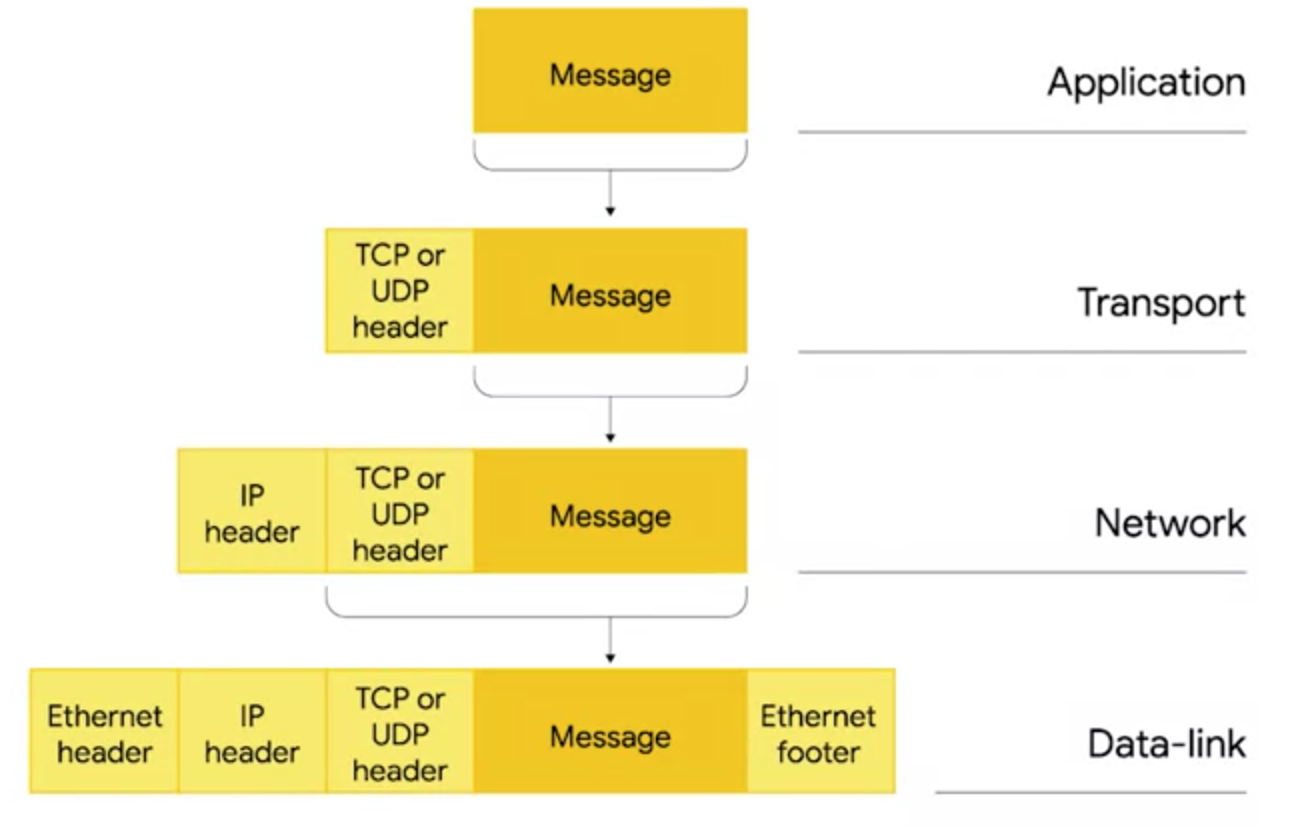 Message
Application
TCP or
UDP
header
Message
Transport
IP
header
TCP or
UDP
header
Message
Network
Ethernet
header
IP
header
TCP or
UDP
header
Message
Ethernet
footer
Data-link